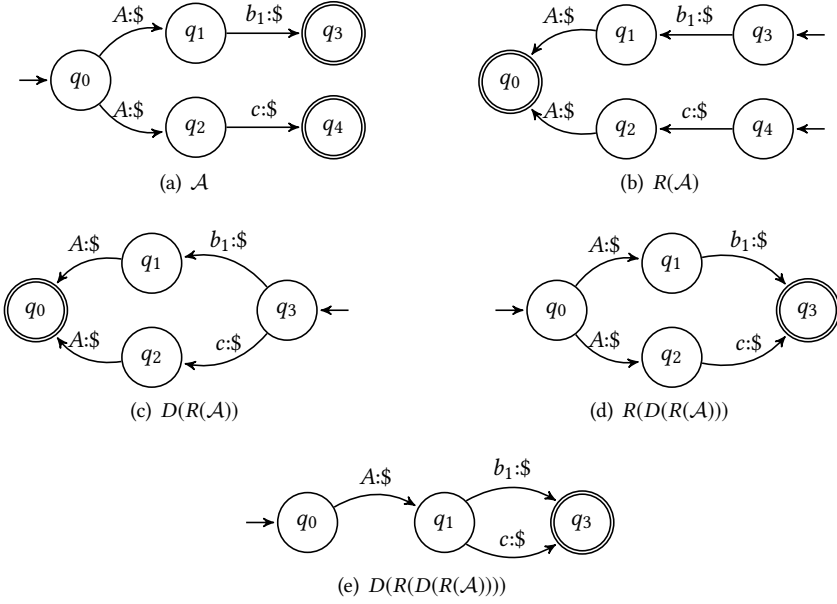 A:$ q1 b1:$ q3
q0
A:$ q2 c:$ q4
(a) 𝒜
A:$ q1 b1:$ q3
q0
A:$ q2 c:$ q4
(b) R(𝒜)
A:$ q1 b1:$
q0 q3
A:$ q2 c:$
(c) D(R(𝒜))
A:$ q1 b1:$
q0 q3
A:$ q2 c:$
(d) R(D(R(𝒜)))
A:$ b1:$
q0 q1 q3
c:$
(e) D(R(D(R(𝒜))))